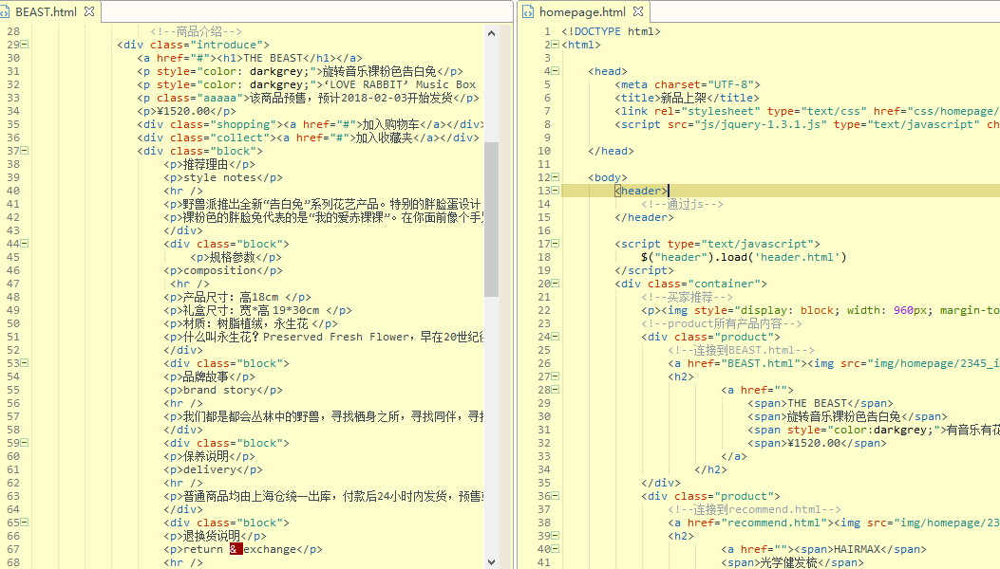 BEAST.html
28 <!--商品介绍-->
29 <div class="introduce">
30 <a href="#"><h1>THE BEAST</h1></a>
31 <p style="color: darkgrey;">旋转音乐裸粉色告白兔</p>
32 <p style="color: darkgrey;">‘LOVE RABBIT’ Music Box
33 <p class="aaaaa">该商品预售，预计2018-02-03开始发货</p>
34 <p>¥1520.00</p>
35 <div class="shopping"><a href="#">加入购物车</a></div>
36 <div class="collect"><a href="#">加入收藏夹</a></div>
37 <div class="block">
38 <p>推荐理由</p>
39 <p>style notes</p>
40 <hr />
41 <p>野兽派推出全新“告白兔”系列花艺产品。特别的胖脸蛋设计
42 <p>裸粉色的胖脸兔代表的是“我的爱赤裸裸”。在你面前像个手
43 </div>
44 <div class="block">
45 <p>规格参数</p>
46 <p>composition</p>
47 <hr />
48 <p>产品尺寸：高18cm </p>
49 <p>礼盒尺寸：宽*高 19*30cm </p>
50 <p>材质：树脂植绒，永生花 </p>
51 <p>什么叫永生花？Preserved Fresh Flower，早在20世纪
52 </div>
53 <div class="block">
54 <p>品牌故事</p>
55 <p>brand story</p>
56 <hr />
57 <p>我们都是都会丛林中的野兽，寻找栖身之所，寻找同伴，寻
58 </div>
59 <div class="block">
60 <p>保养说明</p>
61 <p>delivery</p>
62 <hr />
63 <p>普通商品均由上海仓统一出库，付款后24小时内发货，预售
64 </div>
65 <div class="block">
66 <p>退换货说明</p>
67 <p>return & exchange</p>
68 <hr />
homepage.html
1 <!DOCTYPE html>
2 <html>
3
4 <head>
5 <meta charset="UTF-8">
6 <title>新品上架</title>
7 <link rel="stylesheet" type="text/css" href="css/homepage/
8 <script src="js/jquery-1.3.1.js" type="text/javascript" ch
9
10 </head>
11
12 <body>
13 <header>
14 <!--通过js-->
15 </header>
16
17 <script type="text/javascript">
18 $("header").load('header.html')
19 </script>
20 <div class="container">
21 <!--买家推荐-->
22 <p><img style="display: block; width: 960px; margin-to
23 <!--product所有产品内容-->
24 <div class="product">
25 <!--连接到BEAST.html-->
26 <a href="BEAST.html"><img src="img/homepage/2345_i
27 <h2>
28 <a href="">
29 <span>THE BEAST</span>
30 <span>旋转音乐裸粉色告白兔</span>
31 <span style="color:darkgrey;">有音乐有花
32 <span>¥1520.00</span>
33 </a>
34 </h2>
35 </div>
36 <div class="product">
37 <!--连接到recommend.html-->
38 <a href="recommend.html"><img src="img/homepage/23
39 <h2>
40 <a href=""><span>HAIRMAX</span>
41 <span>光学健发梳</span>